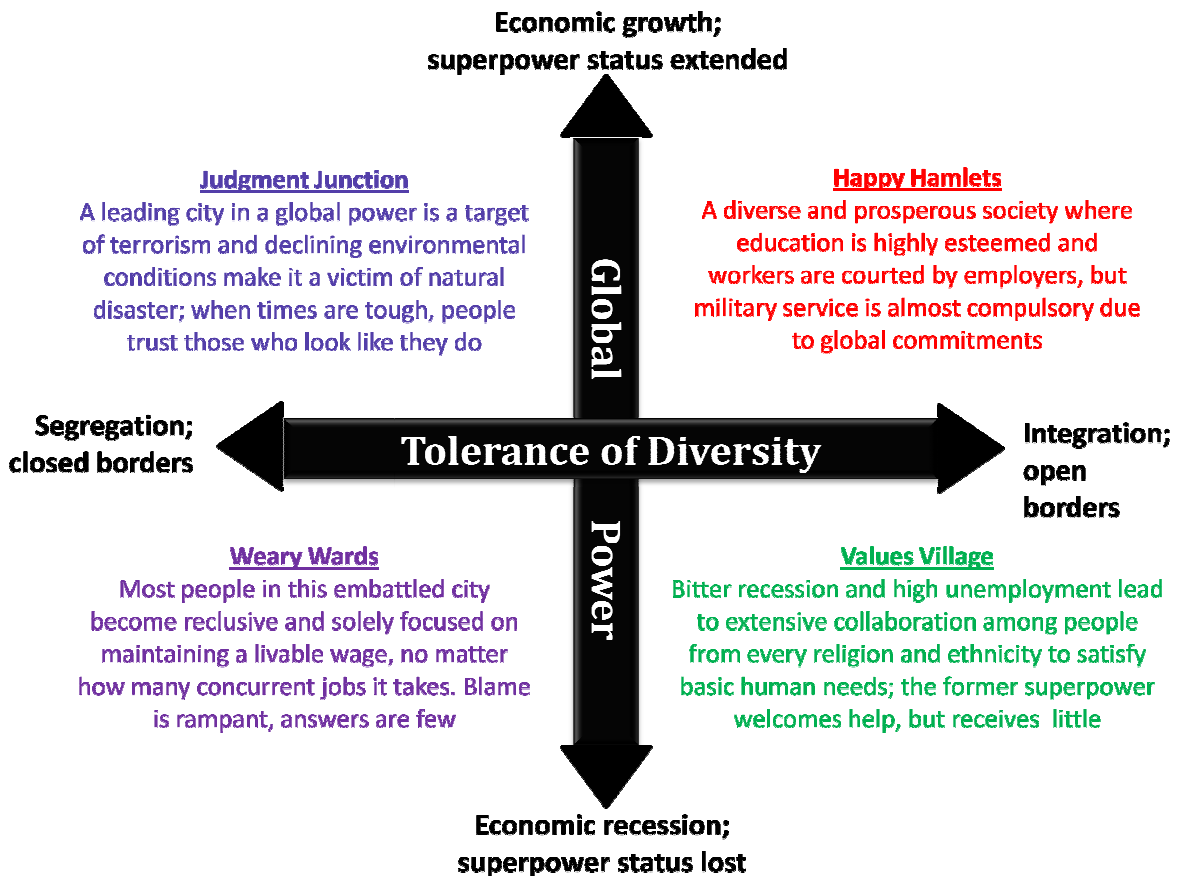 Economic growth;
superpower status extended
Judgment Junction
A leading city in a global power is a target
of terrorism and declining environmental
conditions make it a victim of natural
disaster; when times are tough, people
trust those who look like they do
Happy Hamlets
A diverse and prosperous society where
education is highly esteemed and
workers are courted by employers, but
military service is almost compulsory due
to global commitments
Global
Segregation;
closed borders
Tolerance of Diversity
Integration;
open
borders
Power
Weary Wards
Most people in this embattled city
become reclusive and solely focused on
maintaining a livable wage, no matter
how many concurrent jobs it takes. Blame
is rampant, answers are few
Values Village
Bitter recession and high unemployment lead
to extensive collaboration among people
from every religion and ethnicity to satisfy
basic human needs; the former superpower
welcomes help, but receives little
Economic recession;
superpower status lost